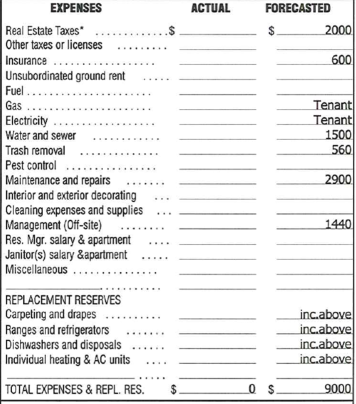 EXPENSES ACTUAL FORECASTED
Real Estate Taxes* . . . . . . . . . . . . . $ $ 2000
Other taxes or licenses . . . . . . . . .
Insurance . . . . . . . . . . . . . . . . . . 600
Unsubordinated ground rent . . . . .
Fuel . . . . . . . . . . . . . . . . . . . . . .
Gas . . . . . . . . . . . . . . . . . . . . . . Tenant
Electricity . . . . . . . . . . . . . . . . . . Tenant
Water and sewer . . . . . . . . . . . . 1500
Trash removal . . . . . . . . . . . . . . 560
Pest control . . . . . . . . . . . . . . . .
Maintenance and repairs . . . . . . . 2900
Interior and exterior decorating . . .
Cleaning expenses and supplies . . .
Management (Off-site) . . . . . . . . 1440
Res. Mgr. salary & apartment . . . .
Janitor(s) salary &apartment . . . . .
Miscellaneous . . . . . . . . . . . . . . .
. . . . . . . . . .
REPLACEMENT RESERVES
Carpeting and drapes . . . . . . . . . . inc.above
Ranges and refrigerators . . . . . . . inc.above
Dishwashers and disposals . . . . . . inc.above
Individual heating & AC units . . . . inc.above
. . . . .
TOTAL EXPENSES & REPL. RES. $ 0 $ 9000